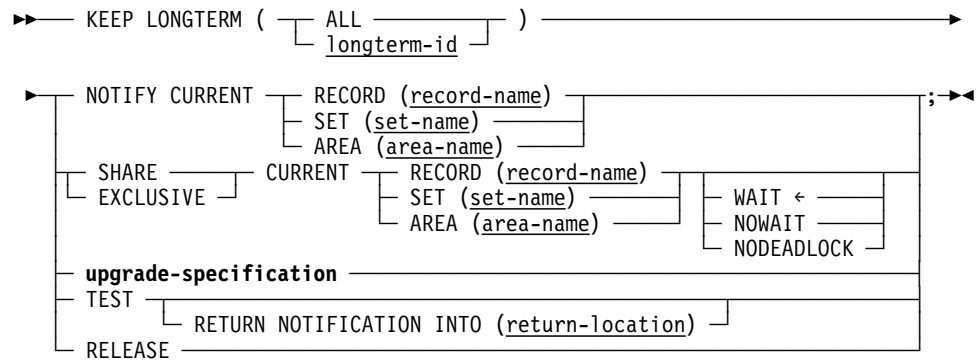 KEEP LONGTERM ( ALL )
longterm-id
NOTIFY CURRENT RECORD (record-name) ;
SET (set-name)
AREA (area-name)
SHARE CURRENT RECORD (record-name)
EXCLUSIVE SET (set-name) WAIT ←
AREA (area-name) NOWAIT
NODEADLOCK
upgrade-specification
TEST
RETURN NOTIFICATION INTO (return-location)
RELEASE